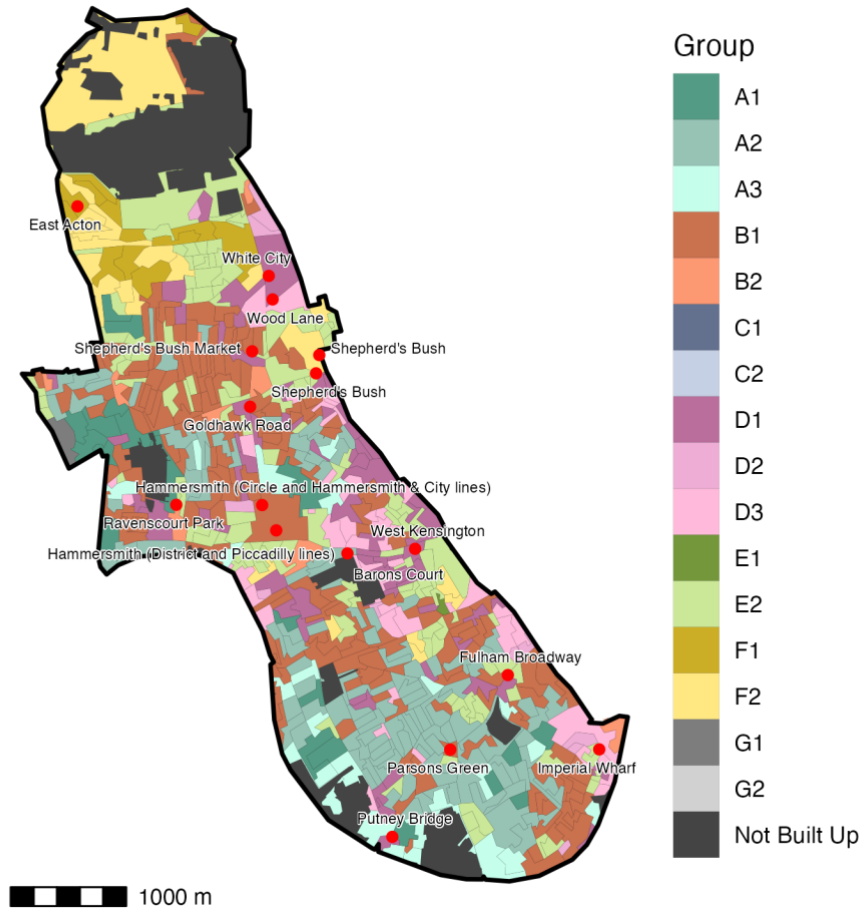 Group
A1
A2
A3
B1
B2
C1
C2
D1
D2
D3
E1
E2
F1
F2
G1
G2
Not Built Up
East Acton
White City
Wood Lane
Shepherd's Bush Market
Shepherd's Bush
Shepherd's Bush
Goldhawk Road
Hammersmith (Circle and Hammersmith & City lines)
Ravenscourt Park
West Kensington
Hammersmith (District and Piccadilly lines)
Barons Court
Fulham Broadway
Parsons Green
Imperial Wharf
Putney Bridge
1000 m